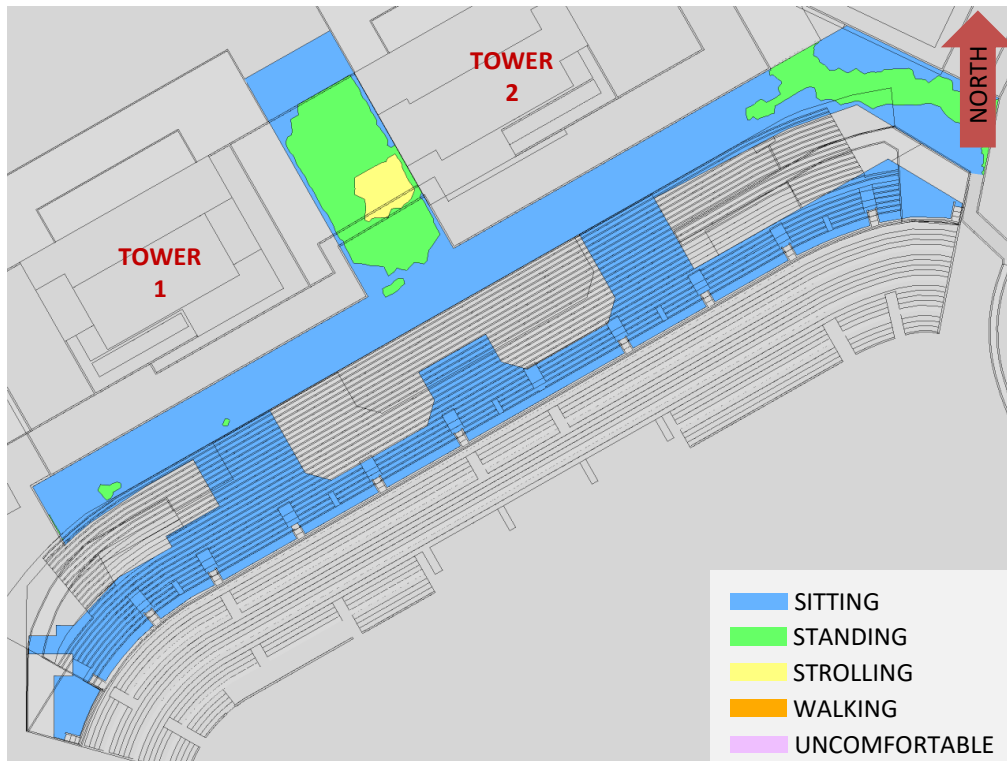 TOWER
2
NORTH
TOWER
1
SITTING
STANDING
STROLLING
WALKING
UNCOMFORTABLE